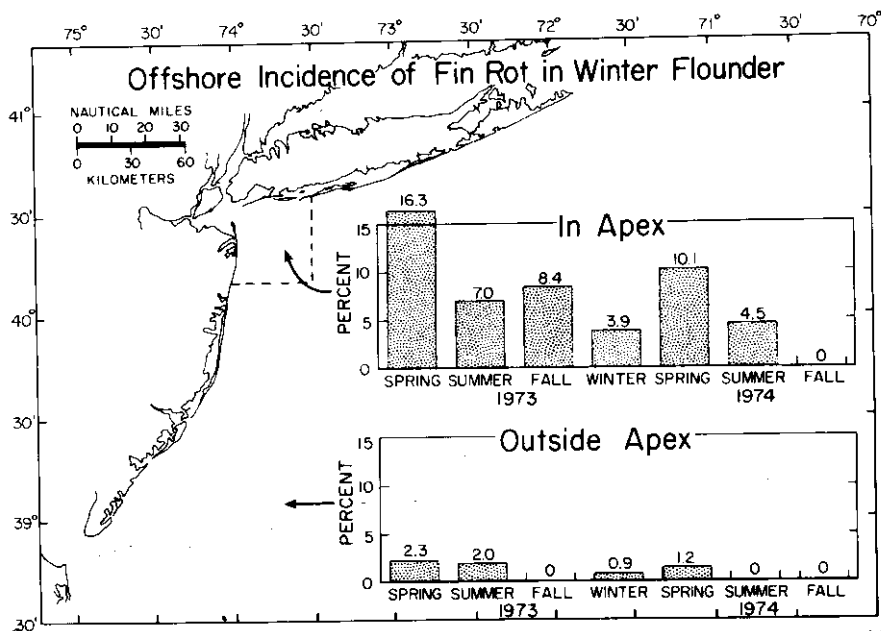 75° 30' 74° 30' 73° 30' 72° 30' 71° 30' 70°
Offshore Incidence of Fin Rot in Winter Flounder
NAUTICAL MILES
0 10 20 30
0 30 60
KILOMETERS
41°
30'
40°
30'
39°
30'
In Apex
PERCENT
15
10
5
0
16.3
7.0
8.4
3.9
10.1
4.5
0
SPRING SUMMER FALL WINTER SPRING SUMMER FALL
1973 1974
Outside Apex
PERCENT
15
10
5
0
2.3
2.0
0
0.9
1.2
0
0
SPRING SUMMER FALL WINTER SPRING SUMMER FALL
1973 1974